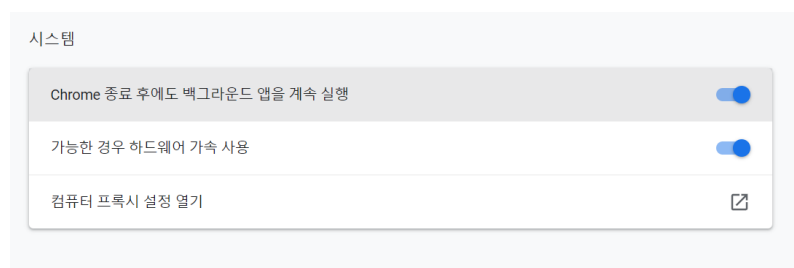 시스템
Chrome 종료 후에도 백그라운드 앱을 계속 실행
가능한 경우 하드웨어 가속 사용
컴퓨터 프록시 설정 열기